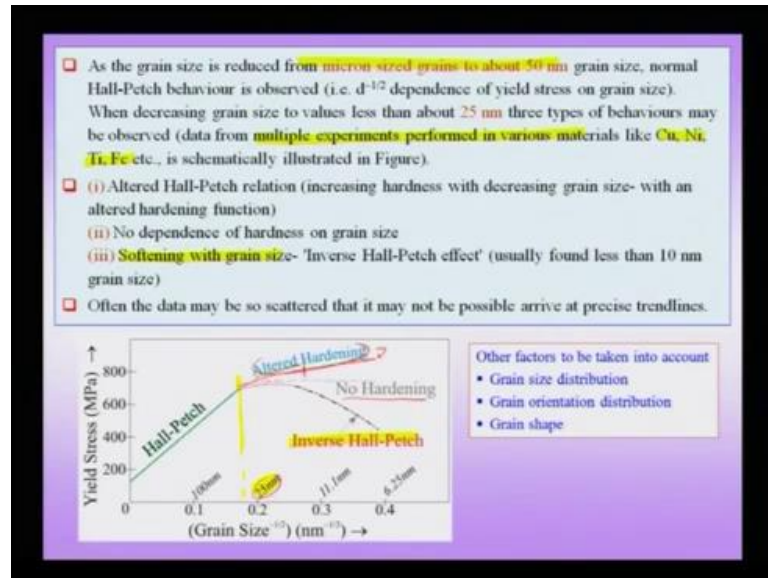 As the grain size is reduced from micron sized grains to about 50 nm grain size, normal
Hall-Petch behaviour is observed (i.e. d-1/2 dependence of yield stress on grain size).
When decreasing grain size to values less than about 25 nm three types of behaviours may
be observed (data from multiple experiments performed in various materials like Cu, Ni,
Ti, Fe etc., is schematically illustrated in Figure).
(i) Altered Hall-Petch relation (increasing hardness with decreasing grain size- with an
altered hardening function)
(ii) No dependence of hardness on grain size
(iii) Softening with grain size- 'Inverse Hall-Petch effect' (usually found less than 10 nm
grain size)
Often the data may be so scattered that it may not be possible arrive at precise trendlines.
Yield Stress (MPa) →
800
600
400
200
0
Hall-Petch
Altered Hardening
No Hardening
Inverse Hall-Petch
100nm
25nm
11.1nm
6.25nm
0.1
0.2
0.3
0.4
(Grain Size-1/2) (nm-1/2) →
Other factors to be taken into account
▪ Grain size distribution
▪ Grain orientation distribution
▪ Grain shape